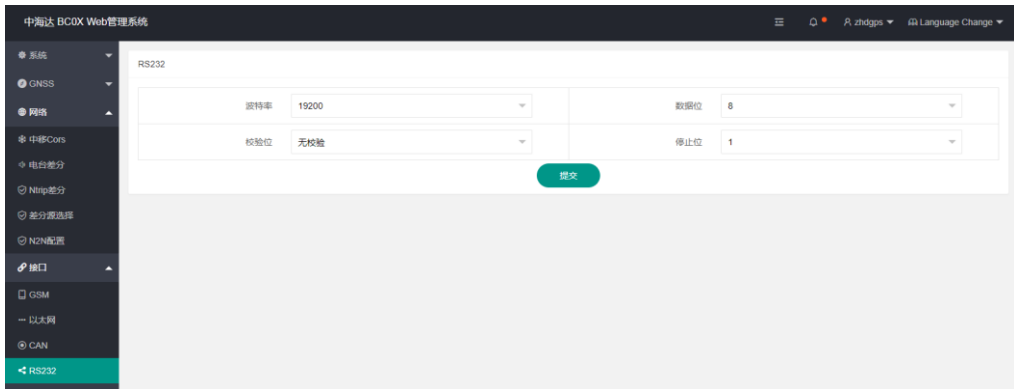 中海达 BC0X Web管理系统
zhdgps
Language Change
系统
GNSS
网络
中移Cors
电台差分
Ntrip差分
差分源选择
N2N配置
接口
GSM
以太网
CAN
RS232
RS232
波特率 19200 数据位 8
校验位 无校验 停止位 1
提交